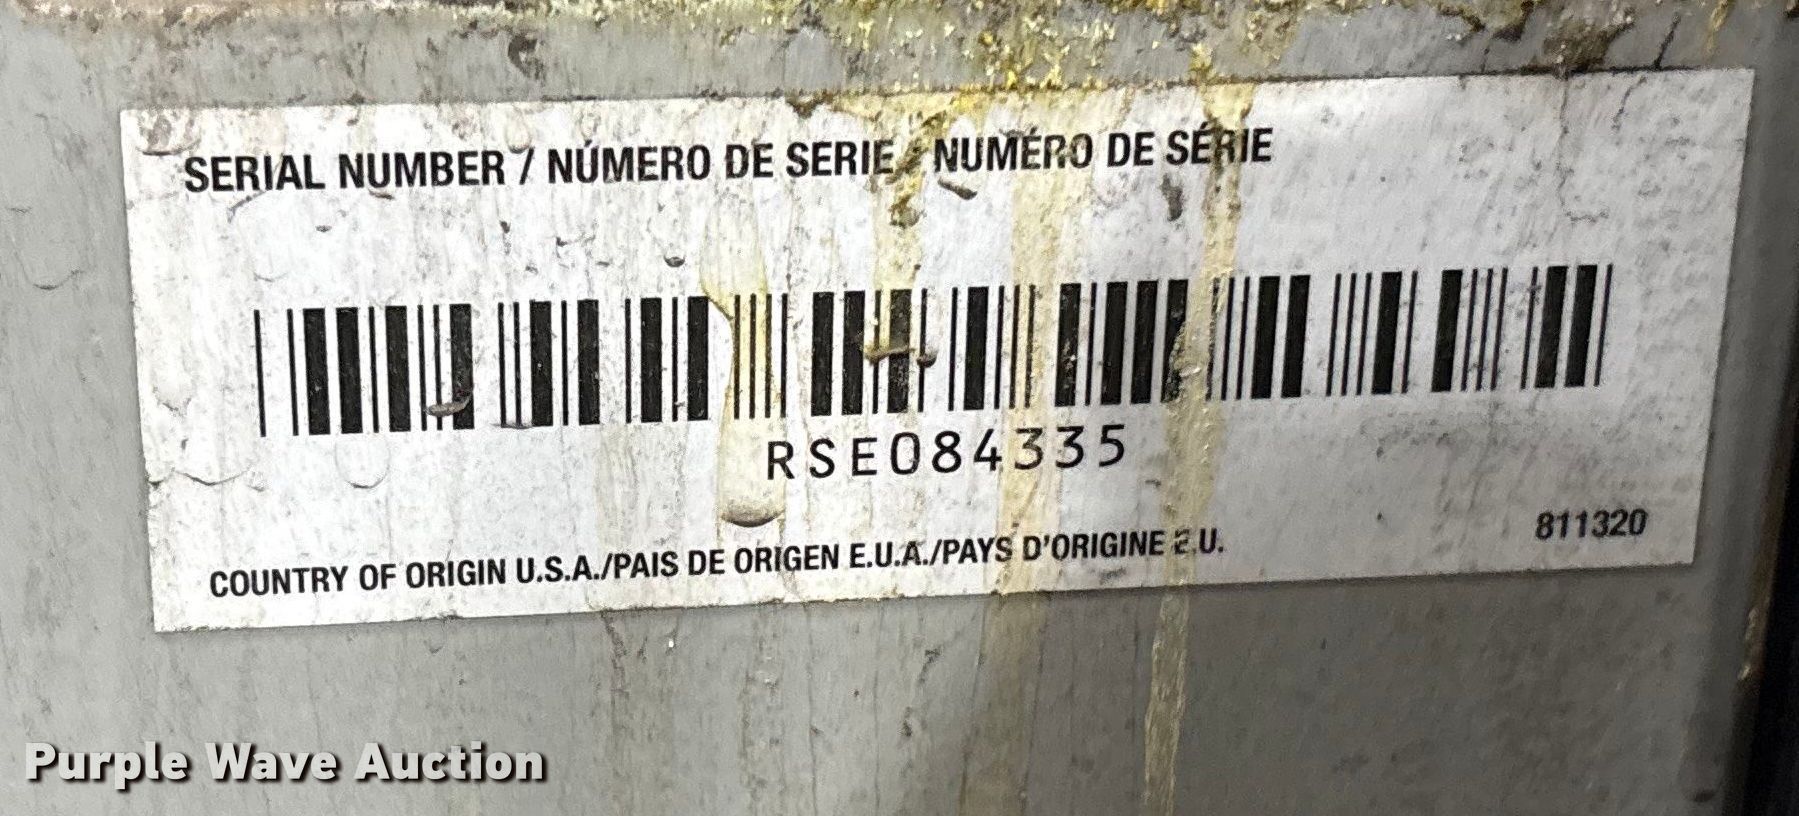 SERIAL NUMBER / NÚMERO DE SERIE / NUMÉRO DE SÉRIE
RSE084335
811320
COUNTRY OF ORIGIN U.S.A./PAIS DE ORIGEN E.U.A./PAYS D'ORIGINE E.U.
Purple Wave Auction